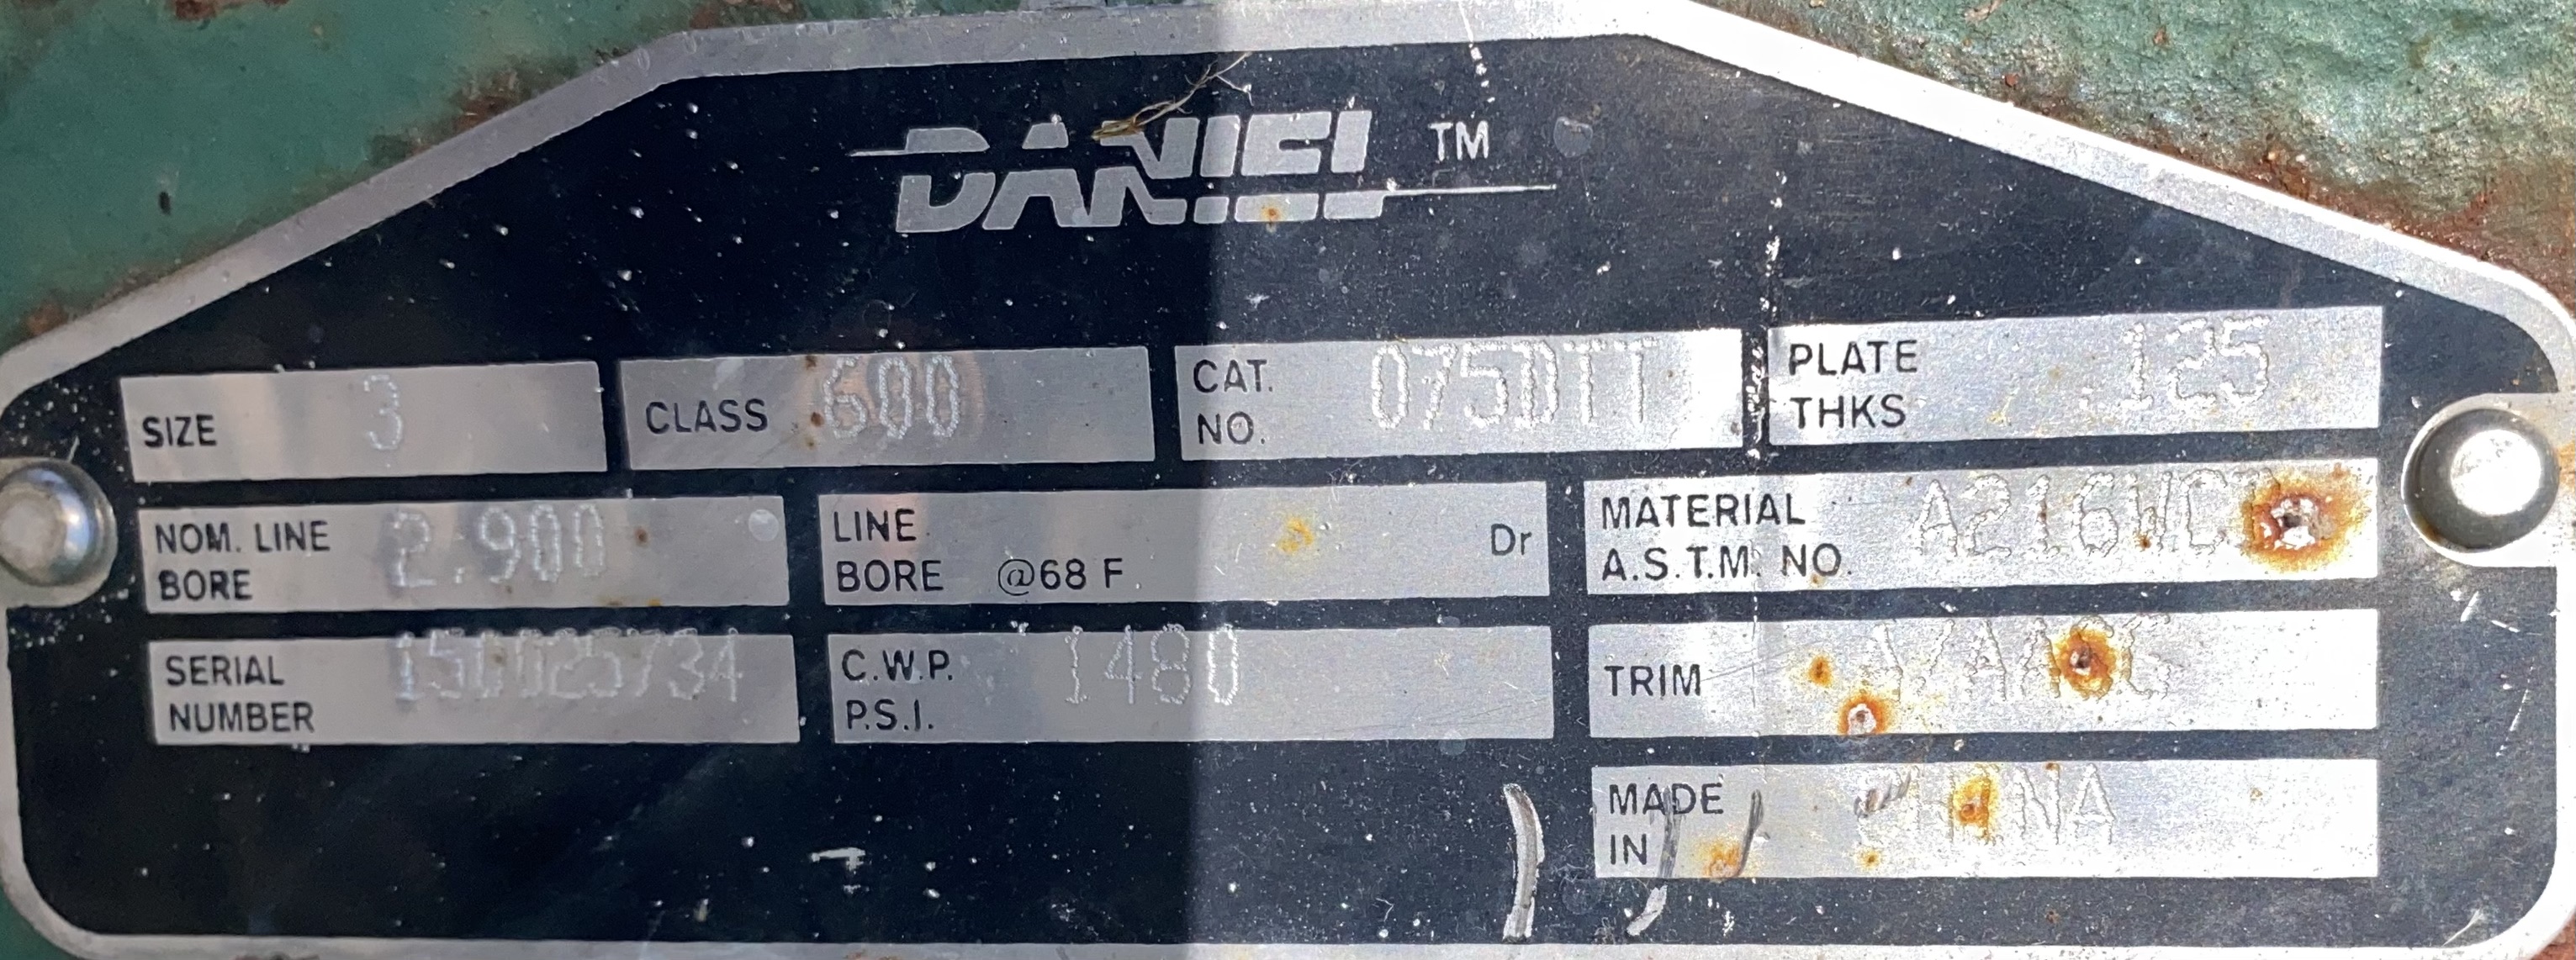 DANIEL TM
SIZE 3 CLASS 600 CAT. NO. 075DTT PLATE THKS .125
NOM. LINE BORE 2.900 LINE BORE @68 F Dr MATERIAL A.S.T.M. NO.
SERIAL NUMBER C.W.P. P.S.I. 1480 TRIM
MADE IN CHINA